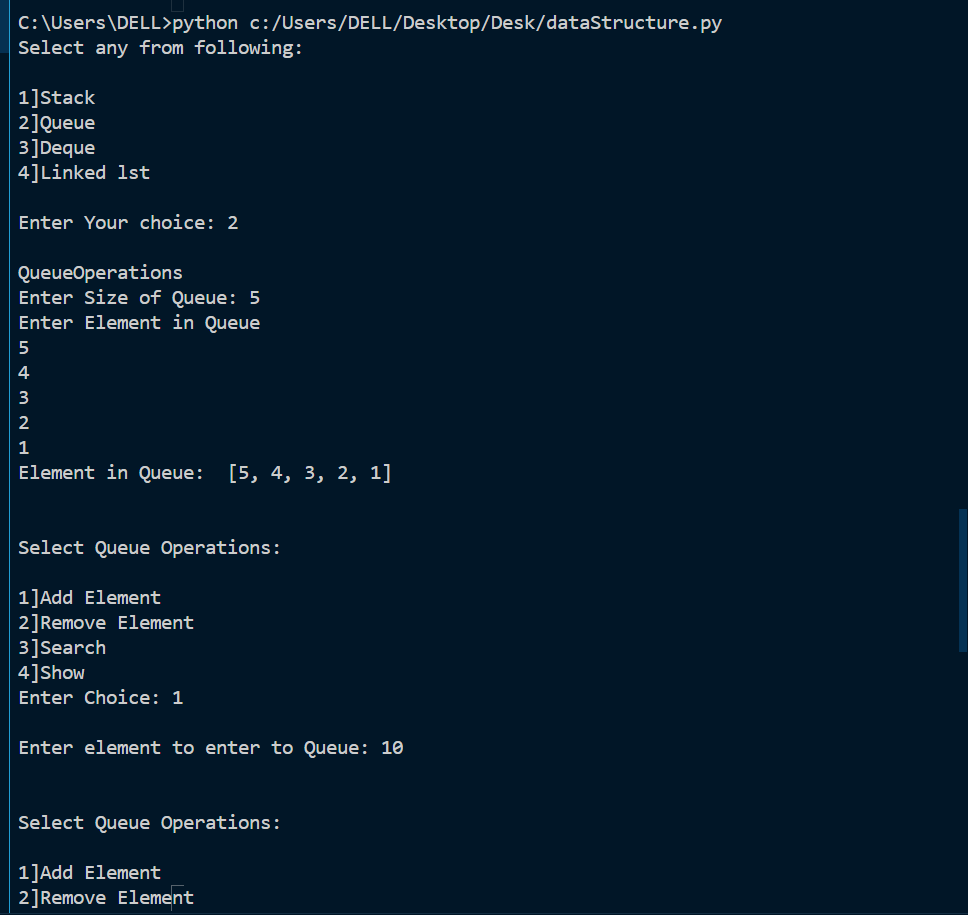 C:\Users\DELL>python c:/Users/DELL/Desktop/Desk/dataStructure.py
Select any from following:
1]Stack
2]Queue
3]Deque
4]Linked lst
Enter Your choice: 2
QueueOperations
Enter Size of Queue: 5
Enter Element in Queue
5
4
3
2
1
Element in Queue:  [5, 4, 3, 2, 1]
Select Queue Operations:
1]Add Element
2]Remove Element
3]Search
4]Show
Enter Choice: 1
Enter element to enter to Queue: 10
Select Queue Operations:
1]Add Element
2]Remove Element